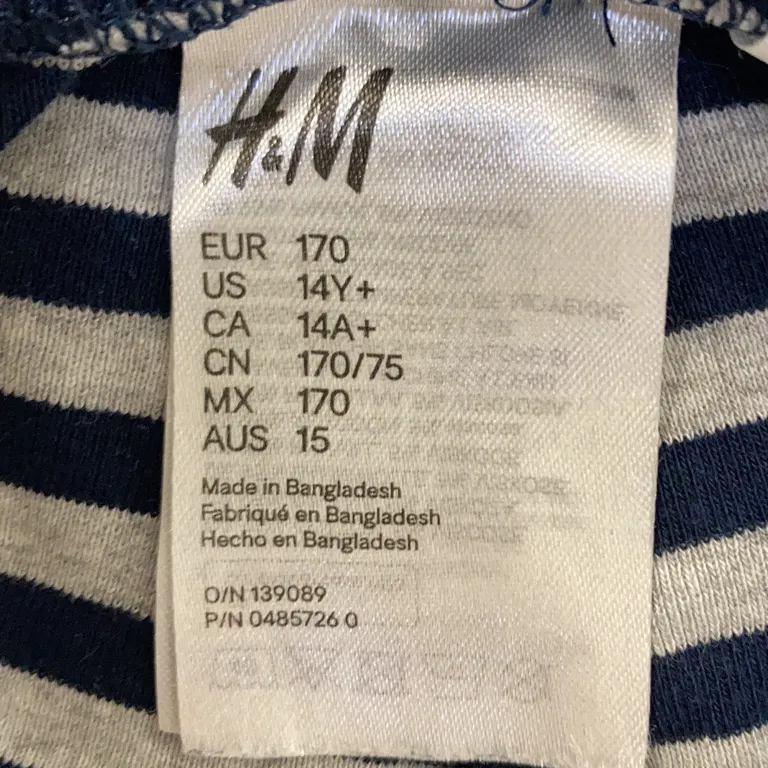 H&M
EUR 170
US 14Y+
CA 14A+
CN 170/75
MX 170
AUS 15
Made in Bangladesh
Fabriqué en Bangladesh
Hecho en Bangladesh
O/N 139089
P/N 0485726 0